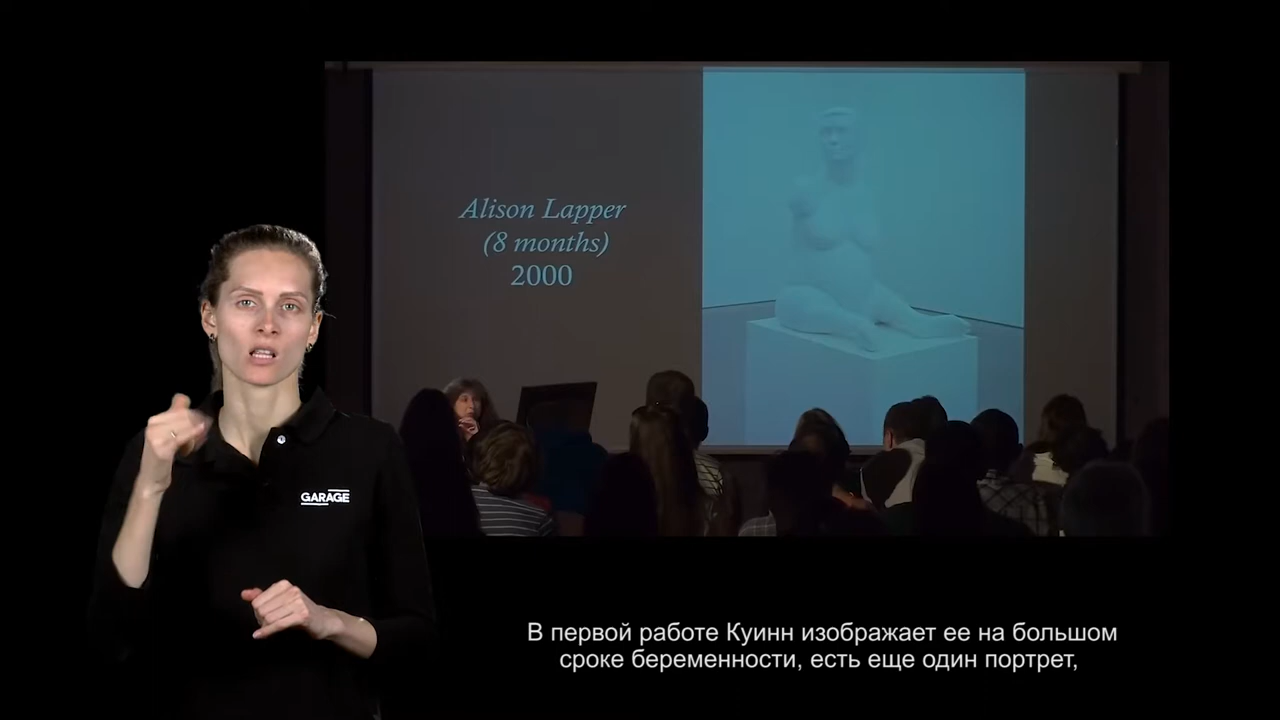 Alison Lapper
(8 months)
2000
GARAGE
В первой работе Куинн изображает ее на большом
сроке беременности, есть еще один портрет,